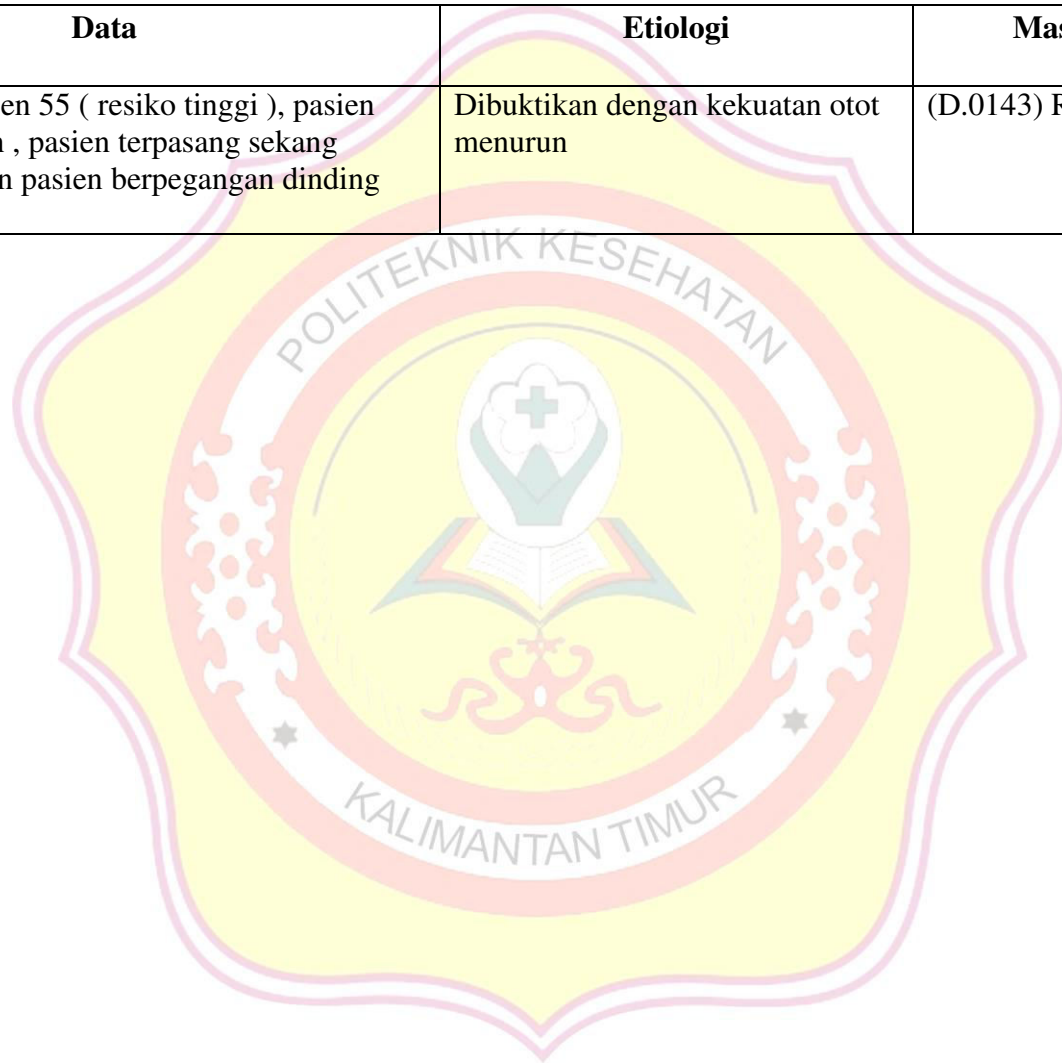 Data Etiologi Mas
en 55 ( resiko tinggi ), pasien Dibuktikan dengan kekuatan otot (D.0143) R
n , pasien terpasang sekang menurun
n pasien berpegangan dinding
POLITEKNIK KESEHATAN
KALIMANTAN TIMUR